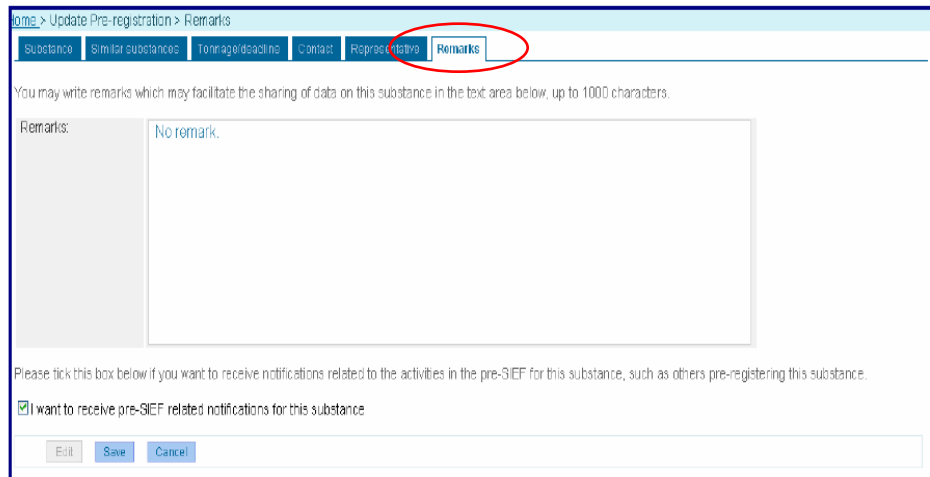 ome > Update Pre-registration > Remarks
Substance Similar substances Tonnage/deadline Contact Representative Remarks
You may write remarks which may facilitate the sharing of data on this substance in the text area below, up to 1000 characters.
Remarks: No remark.
Please tick this box below if you want to receive notifications related to the activities in the pre-SIEF for this substance, such as others pre-registering this substance.
I want to receive pre-SIEF related notifications for this substance
Edit Save Cancel